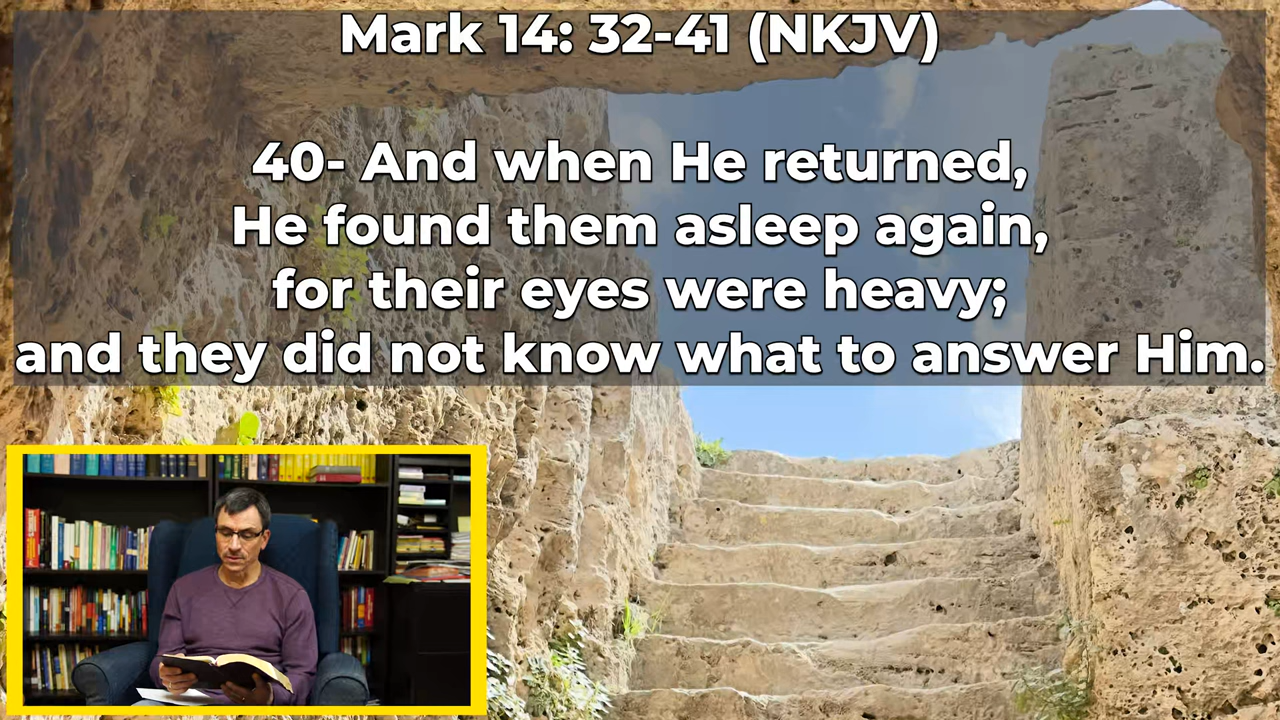 Mark 14: 32-41 (NKJV)
40- And when He returned,
He found them asleep again,
for their eyes were heavy;
and they did not know what to answer Him.